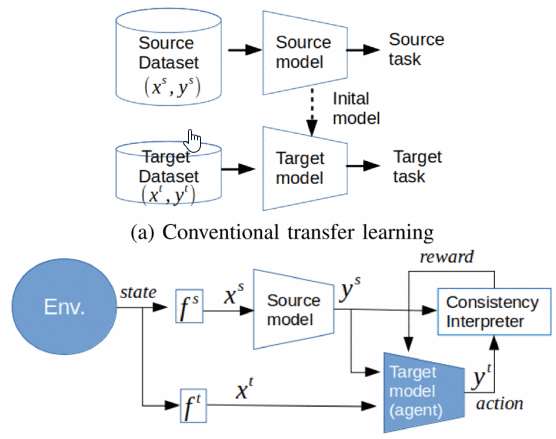 Source
Dataset
(x^s, y^s)
Source
model
Source
task
Inital
model
Target
Dataset
(x^t, y^t)
Target
model
Target
task
(a) Conventional transfer learning
Env.
state
f^s
x^s
Source
model
y^s
reward
Consistency
Interpreter
f^t
x^t
Target
model
(agent)
y^t
action